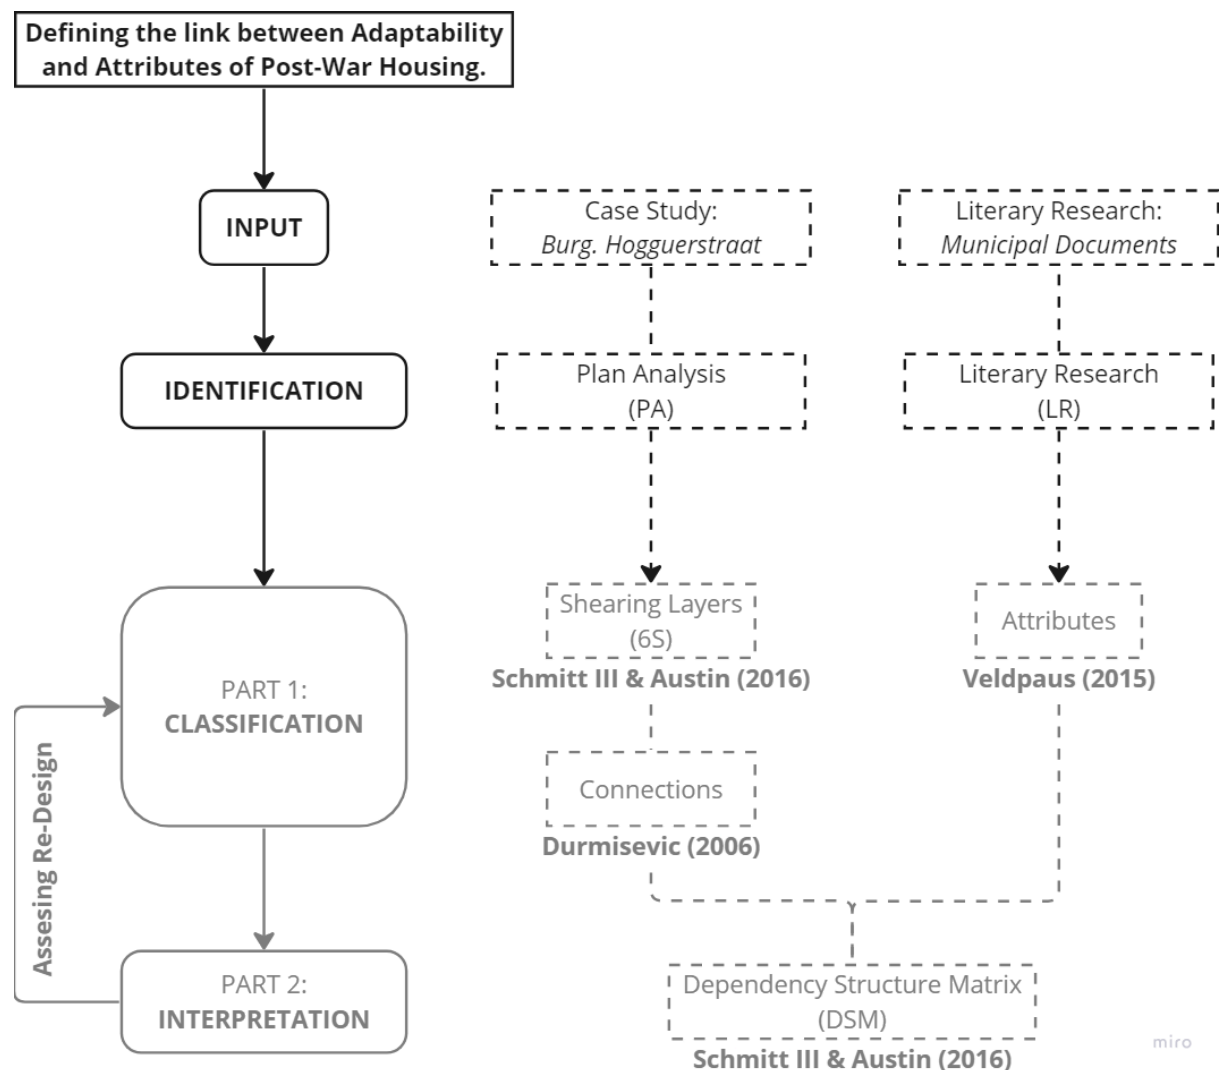 Defining the link between Adaptability
and Attributes of Post-War Housing.
INPUT
Case Study:
Burg. Hogguerstraat
Literary Research:
Municipal Documents
IDENTIFICATION
Plan Analysis
(PA)
Literary Research
(LR)
PART 1:
CLASSIFICATION
Shearing Layers
(6S)
Schmitt III & Austin (2016)
Attributes
Veldpaus (2015)
Connections
Durmisevic (2006)
Assesing Re-Design
PART 2:
INTERPRETATION
Dependency Structure Matrix
(DSM)
Schmitt III & Austin (2016)
miro